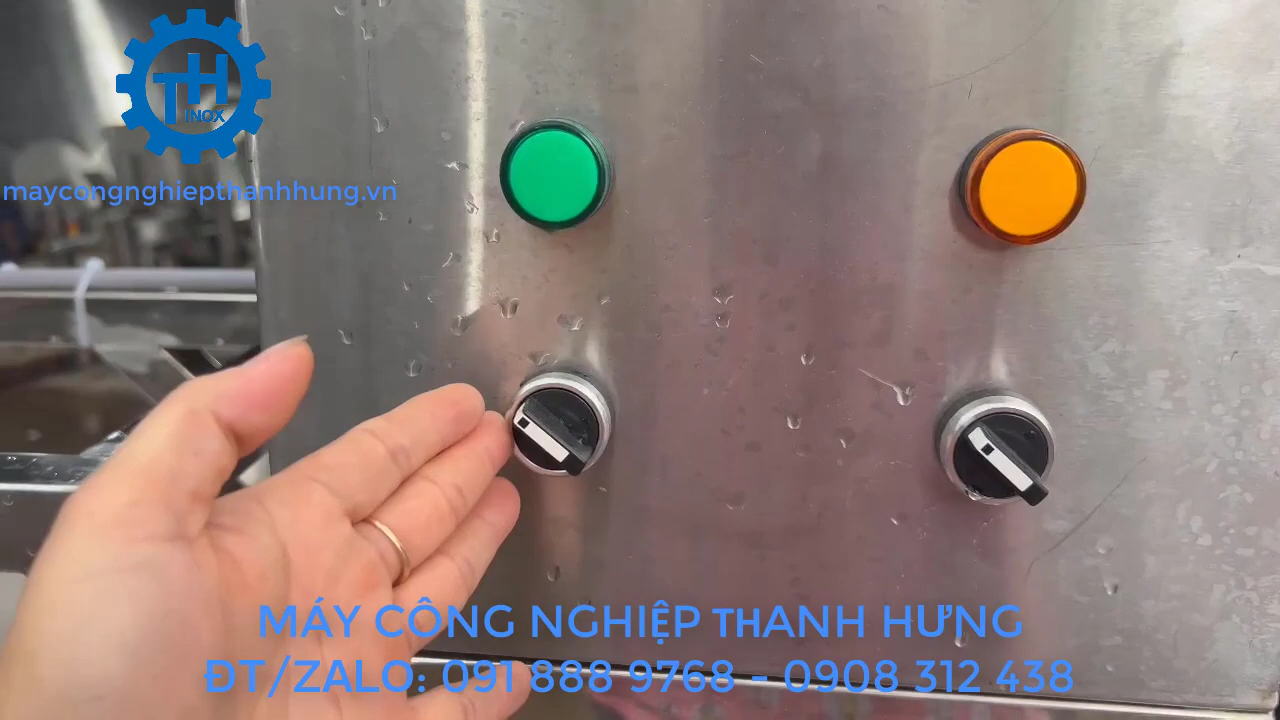 TH
INOX
maycongnghiepthanhhung.vn
MÁY CÔNG NGHIỆP THANH HƯNG
ĐT/ZALO: 091 888 9768 - 0908 312 438